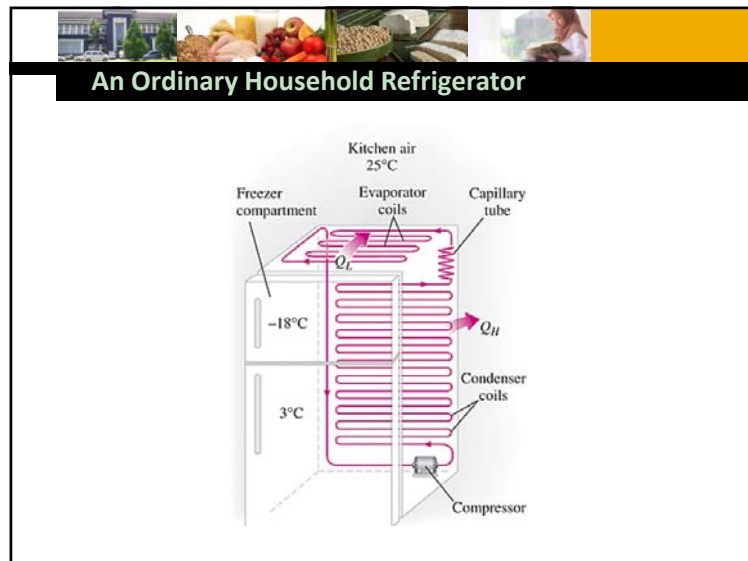 An Ordinary Household Refrigerator
Kitchen air
25°C
Freezer
compartment
Evaporator
coils
Capillary
tube
Q_L
–18°C
Q_H
3°C
Condenser
coils
Compressor